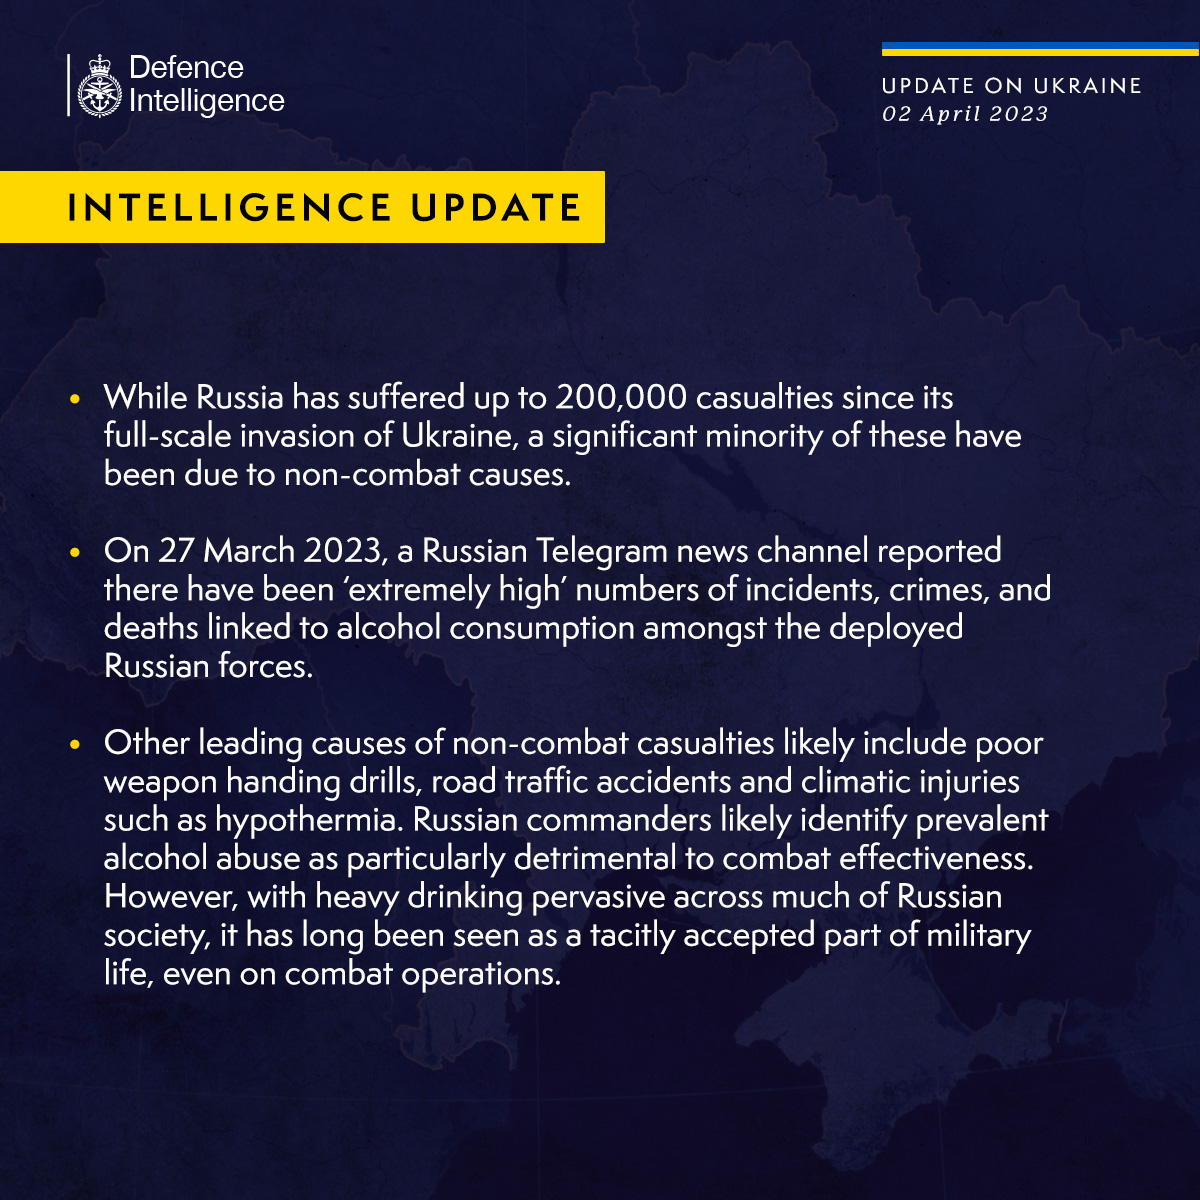 Defence
Intelligence
UPDATE ON UKRAINE
02 April 2023
INTELLIGENCE UPDATE
• While Russia has suffered up to 200,000 casualties since its
full-scale invasion of Ukraine, a significant minority of these have
been due to non-combat causes.
• On 27 March 2023, a Russian Telegram news channel reported
there have been ‘extremely high’ numbers of incidents, crimes, and
deaths linked to alcohol consumption amongst the deployed
Russian forces.
• Other leading causes of non-combat casualties likely include poor
weapon handing drills, road traffic accidents and climatic injuries
such as hypothermia. Russian commanders likely identify prevalent
alcohol abuse as particularly detrimental to combat effectiveness.
However, with heavy drinking pervasive across much of Russian
society, it has long been seen as a tacitly accepted part of military
life, even on combat operations.